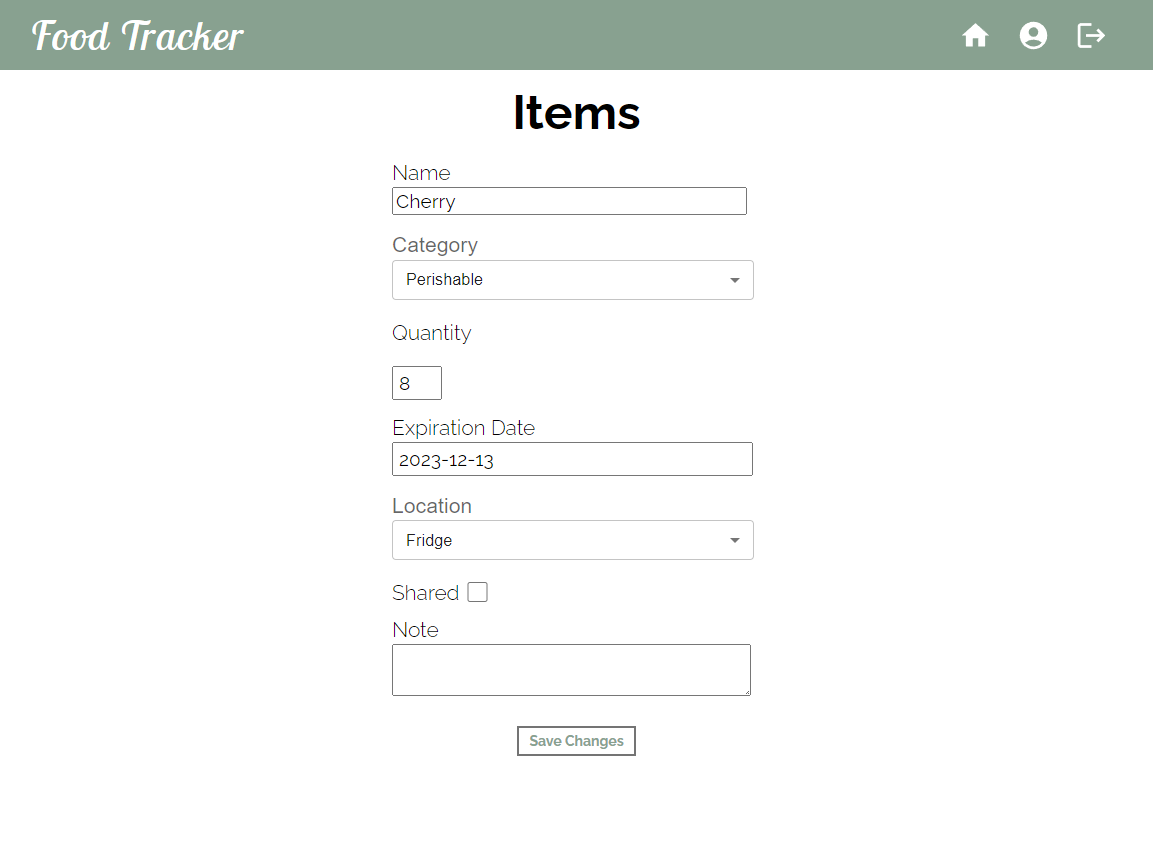 Food Tracker
Items
Name
Cherry
Category
Perishable
Quantity
8
Expiration Date
2023-12-13
Location
Fridge
Shared
Note
Save Changes